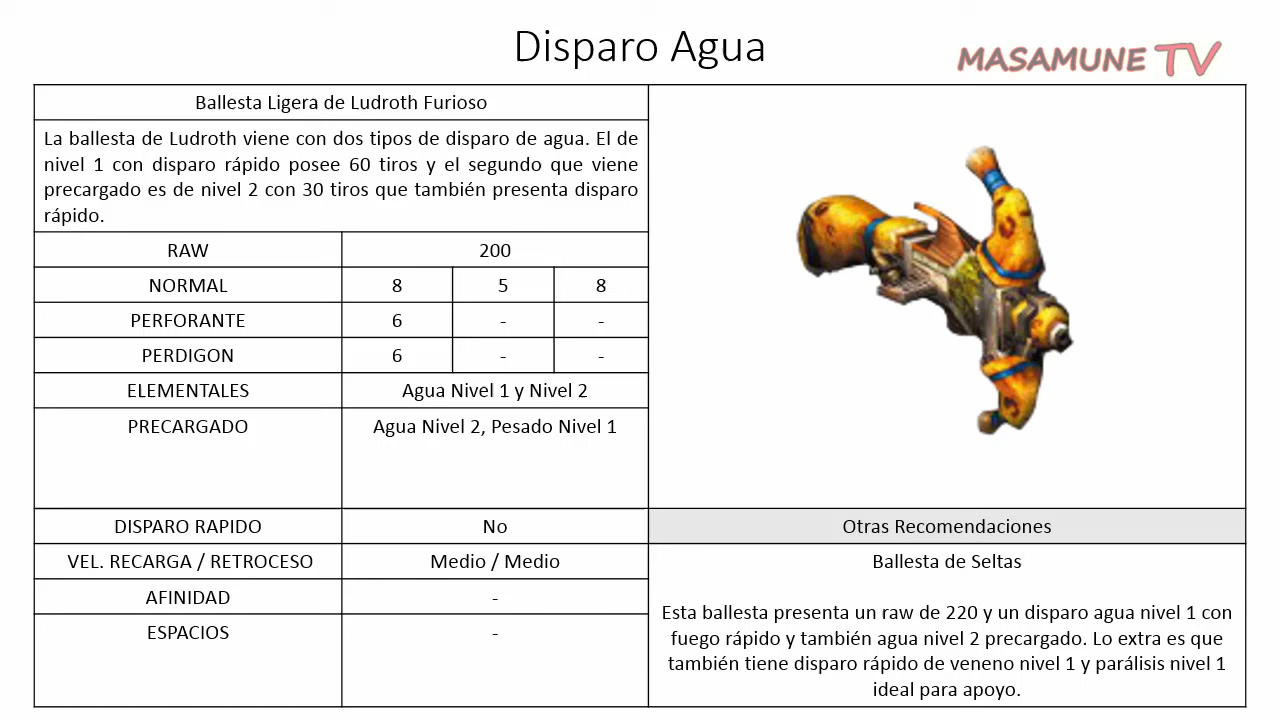 Disparo Agua
MASAMUNE TV
Ballesta Ligera de Ludroth Furioso
La ballesta de Ludroth viene con dos tipos de disparo de agua. El de
nivel 1 con disparo rápido posee 60 tiros y el segundo que viene
precargado es de nivel 2 con 30 tiros que también presenta disparo
rápido.
RAW 200
NORMAL 8 5 8
PERFORANTE 6 - -
PERDIGON 6 - -
ELEMENTALES Agua Nivel 1 y Nivel 2
PRECARGADO Agua Nivel 2, Pesado Nivel 1
DISPARO RAPIDO No
VEL. RECARGA / RETROCESO Medio / Medio
AFINIDAD -
ESPACIOS -
Otras Recomendaciones
Ballesta de Seltas
Esta ballesta presenta un raw de 220 y un disparo agua nivel 1 con
fuego rápido y también agua nivel 2 precargado. Lo extra es que
también tiene disparo rápido de veneno nivel 1 y parálisis nivel 1
ideal para apoyo.